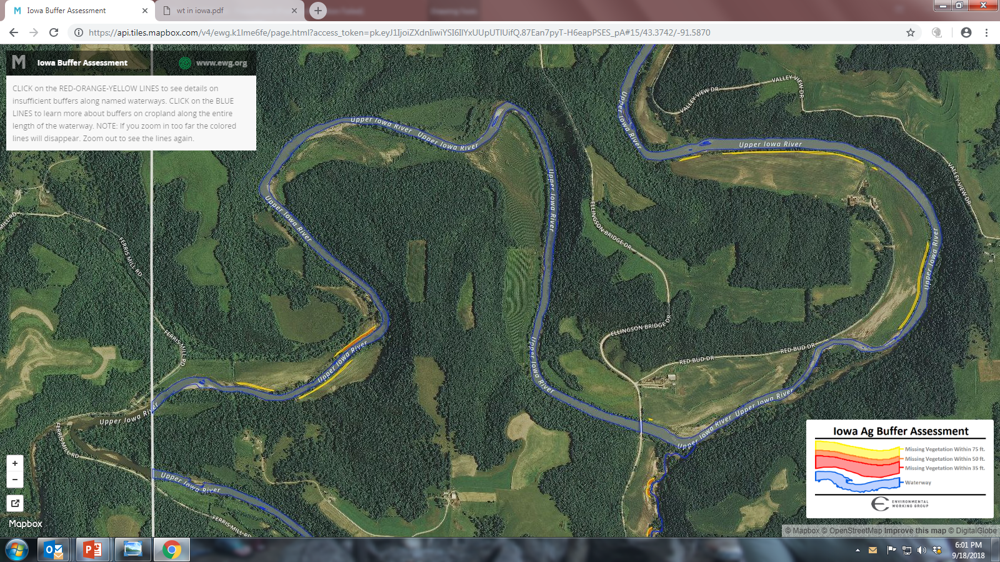 Iowa Buffer Assessment
wt in iowa.pdf
https://api.tiles.mapbox.com/v4/ewg.k1lme6fe/page.html?access_token=pk.eyJ1IjoiZXdnIiwiYSI6IlIYxUUpUTlUifQ.87Ean7pyT-H6eapPSES_pA#15/43.3742/-91.5870
Iowa Buffer Assessment
www.ewg.org
CLICK on the RED-ORANGE-YELLOW LINES to see details on
insufficient buffers along named waterways. CLICK on the BLUE
LINES to learn more about buffers on cropland along the entire
length of the waterway. NOTE: If you zoom in too far the colored
lines will disappear. Zoom out to see the lines again.
VALLEY VIEW DR
VALLEY VIEW DR
Upper Iowa River
Upper Iowa River
Upper Iowa River
Upper Iowa River
Upper Iowa River
VALLEY VIEW DR
Upper Iowa River
Upper Iowa River
MILL RD
FERRIS MILL RD
ELLINGSON BRIDGE DR
Upper Iowa River
ELLINGSON BRIDGE DR
FERRIS MILL RD
Upper Iowa River
Upper Iowa River
RED BUD DR
RED BUD DR
Upper Iowa River
Upper Iowa River
Upper Iowa River
FERRIS MILL RD
Upper Iowa River
FERRIS MILL RD
Iowa Ag Buffer Assessment
Missing Vegetation Within 75 ft.
Missing Vegetation Within 50 ft.
Missing Vegetation Within 35 ft.
Waterway
ENVIRONMENTAL
WORKING GROUP
+
−
Mapbox
© Mapbox © OpenStreetMap Improve this map © DigitalGlobe
6:01 PM
9/18/2018